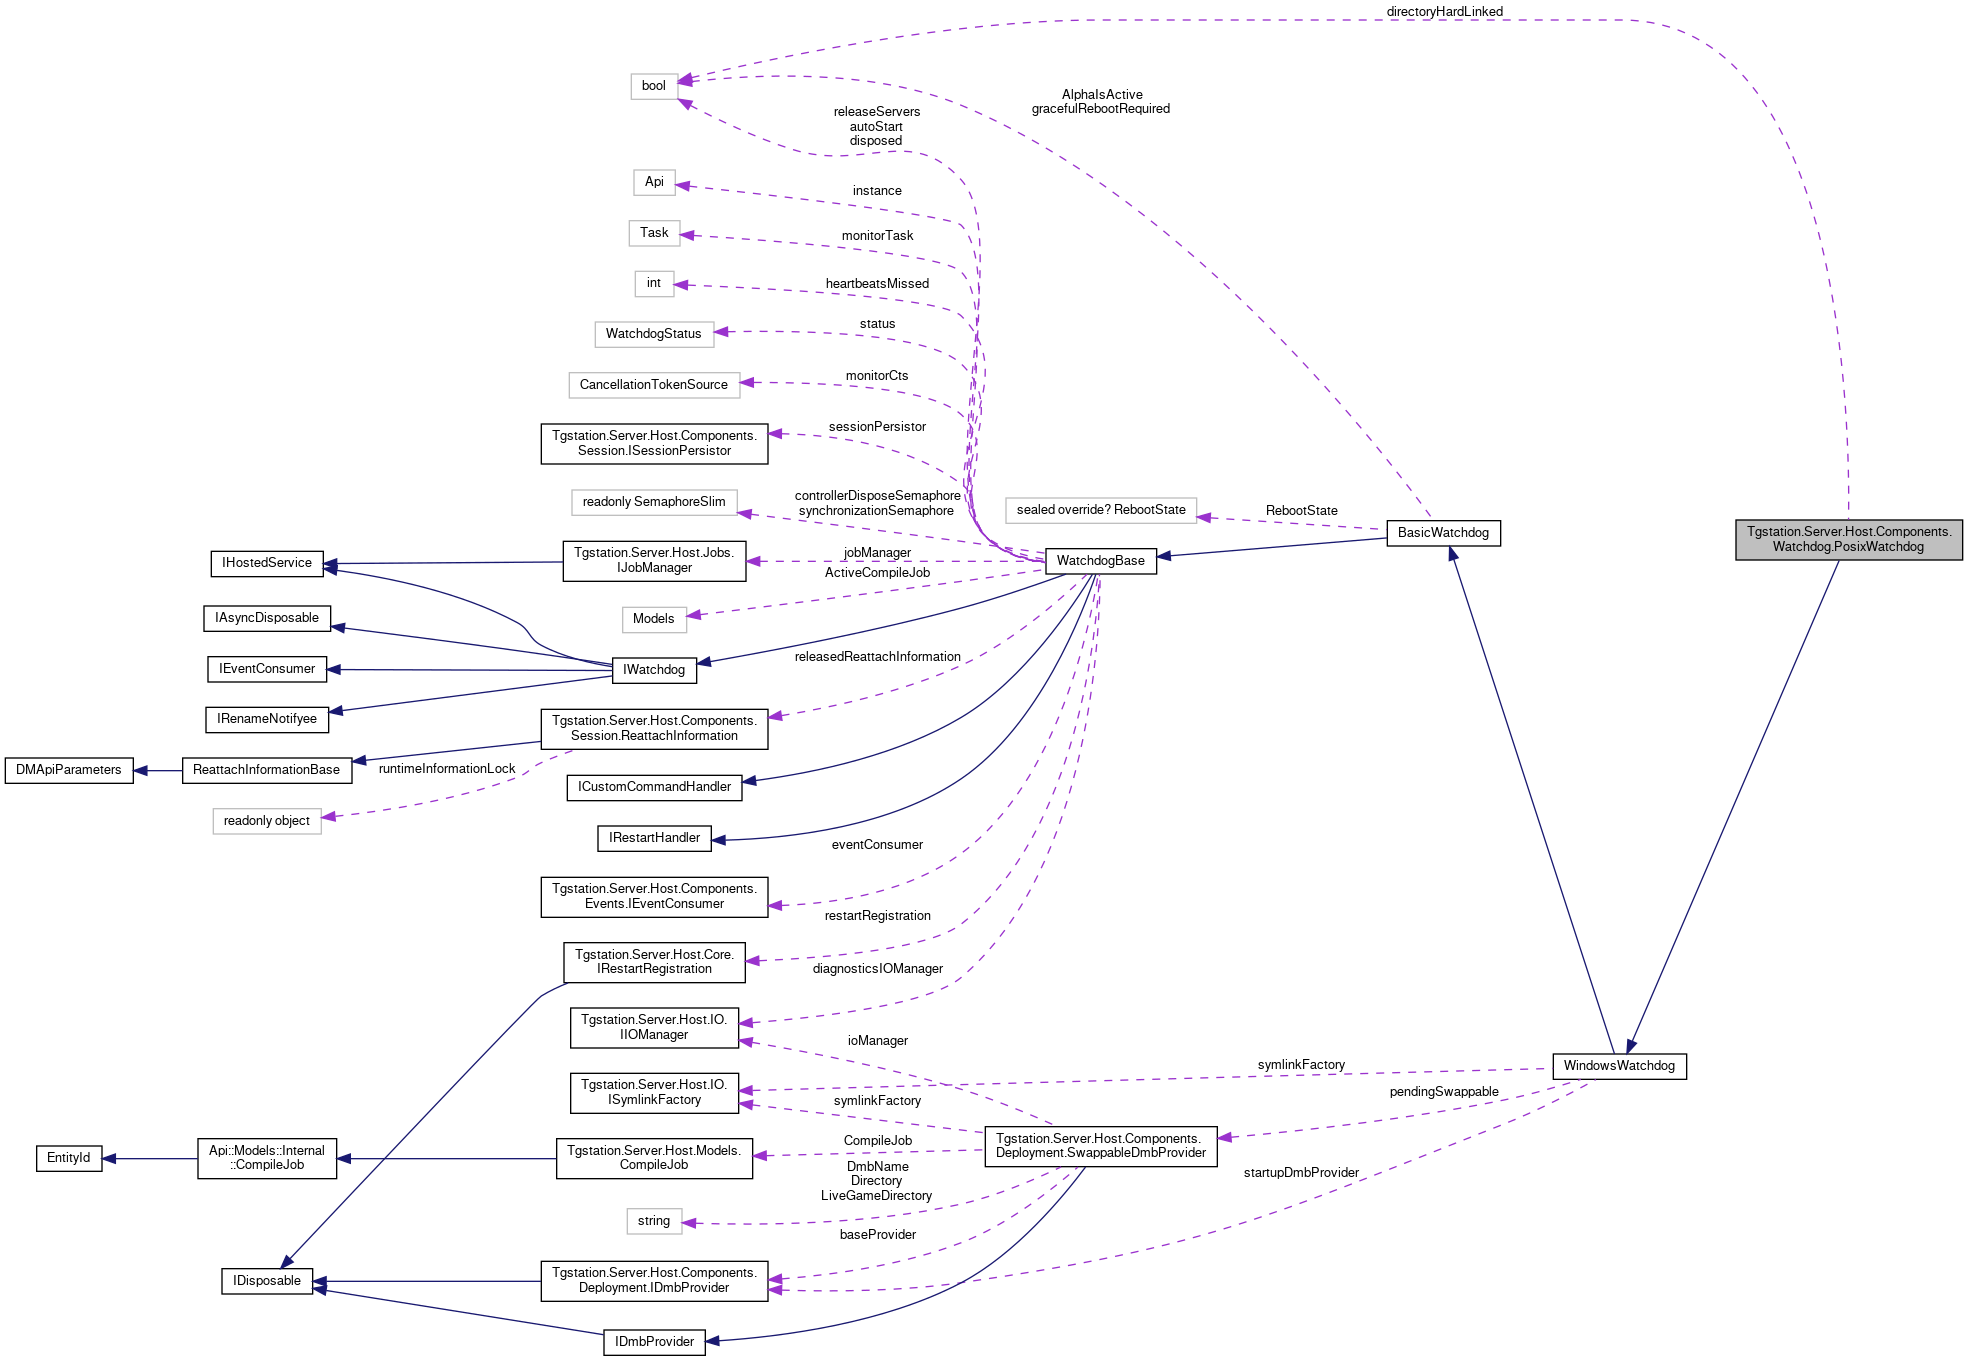 directoryHardLinked
bool
AlphaIsActive
gracefulRebootRequired
releaseServers
autoStart
disposed
Api
instance
Task
monitorTask
int
heartbeatsMissed
WatchdogStatus
status
CancellationTokenSource
monitorCts
Tgstation.Server.Host.Components.
Session.ISessionPersistor
sessionPersistor
readonly SemaphoreSlim
controllerDisposeSemaphore
synchronizationSemaphore
sealed override? RebootState
RebootState
BasicWatchdog
Tgstation.Server.Host.Components.
Watchdog.PosixWatchdog
IHostedService
Tgstation.Server.Host.Jobs.
IJobManager
jobManager
WatchdogBase
ActiveCompileJob
IAsyncDisposable
Models
IEventConsumer
IWatchdog
releasedReattachInformation
IRenameNotifyee
Tgstation.Server.Host.Components.
Session.ReattachInformation
DMApiParameters
ReattachInformationBase
runtimeInformationLock
ICustomCommandHandler
readonly object
IRestartHandler
eventConsumer
Tgstation.Server.Host.Components.
Events.IEventConsumer
restartRegistration
Tgstation.Server.Host.Core.
IRestartRegistration
diagnosticsIOManager
Tgstation.Server.Host.IO.
IIOManager
ioManager
symlinkFactory
WindowsWatchdog
Tgstation.Server.Host.IO.
ISymlinkFactory
symlinkFactory
pendingSwappable
EntityId
Api::Models::Internal
::CompileJob
Tgstation.Server.Host.Models.
CompileJob
CompileJob
Tgstation.Server.Host.Components.
Deployment.SwappableDmbProvider
DmbName
Directory
LiveGameDirectory
startupDmbProvider
string
baseProvider
IDisposable
Tgstation.Server.Host.Components.
Deployment.IDmbProvider
IDmbProvider